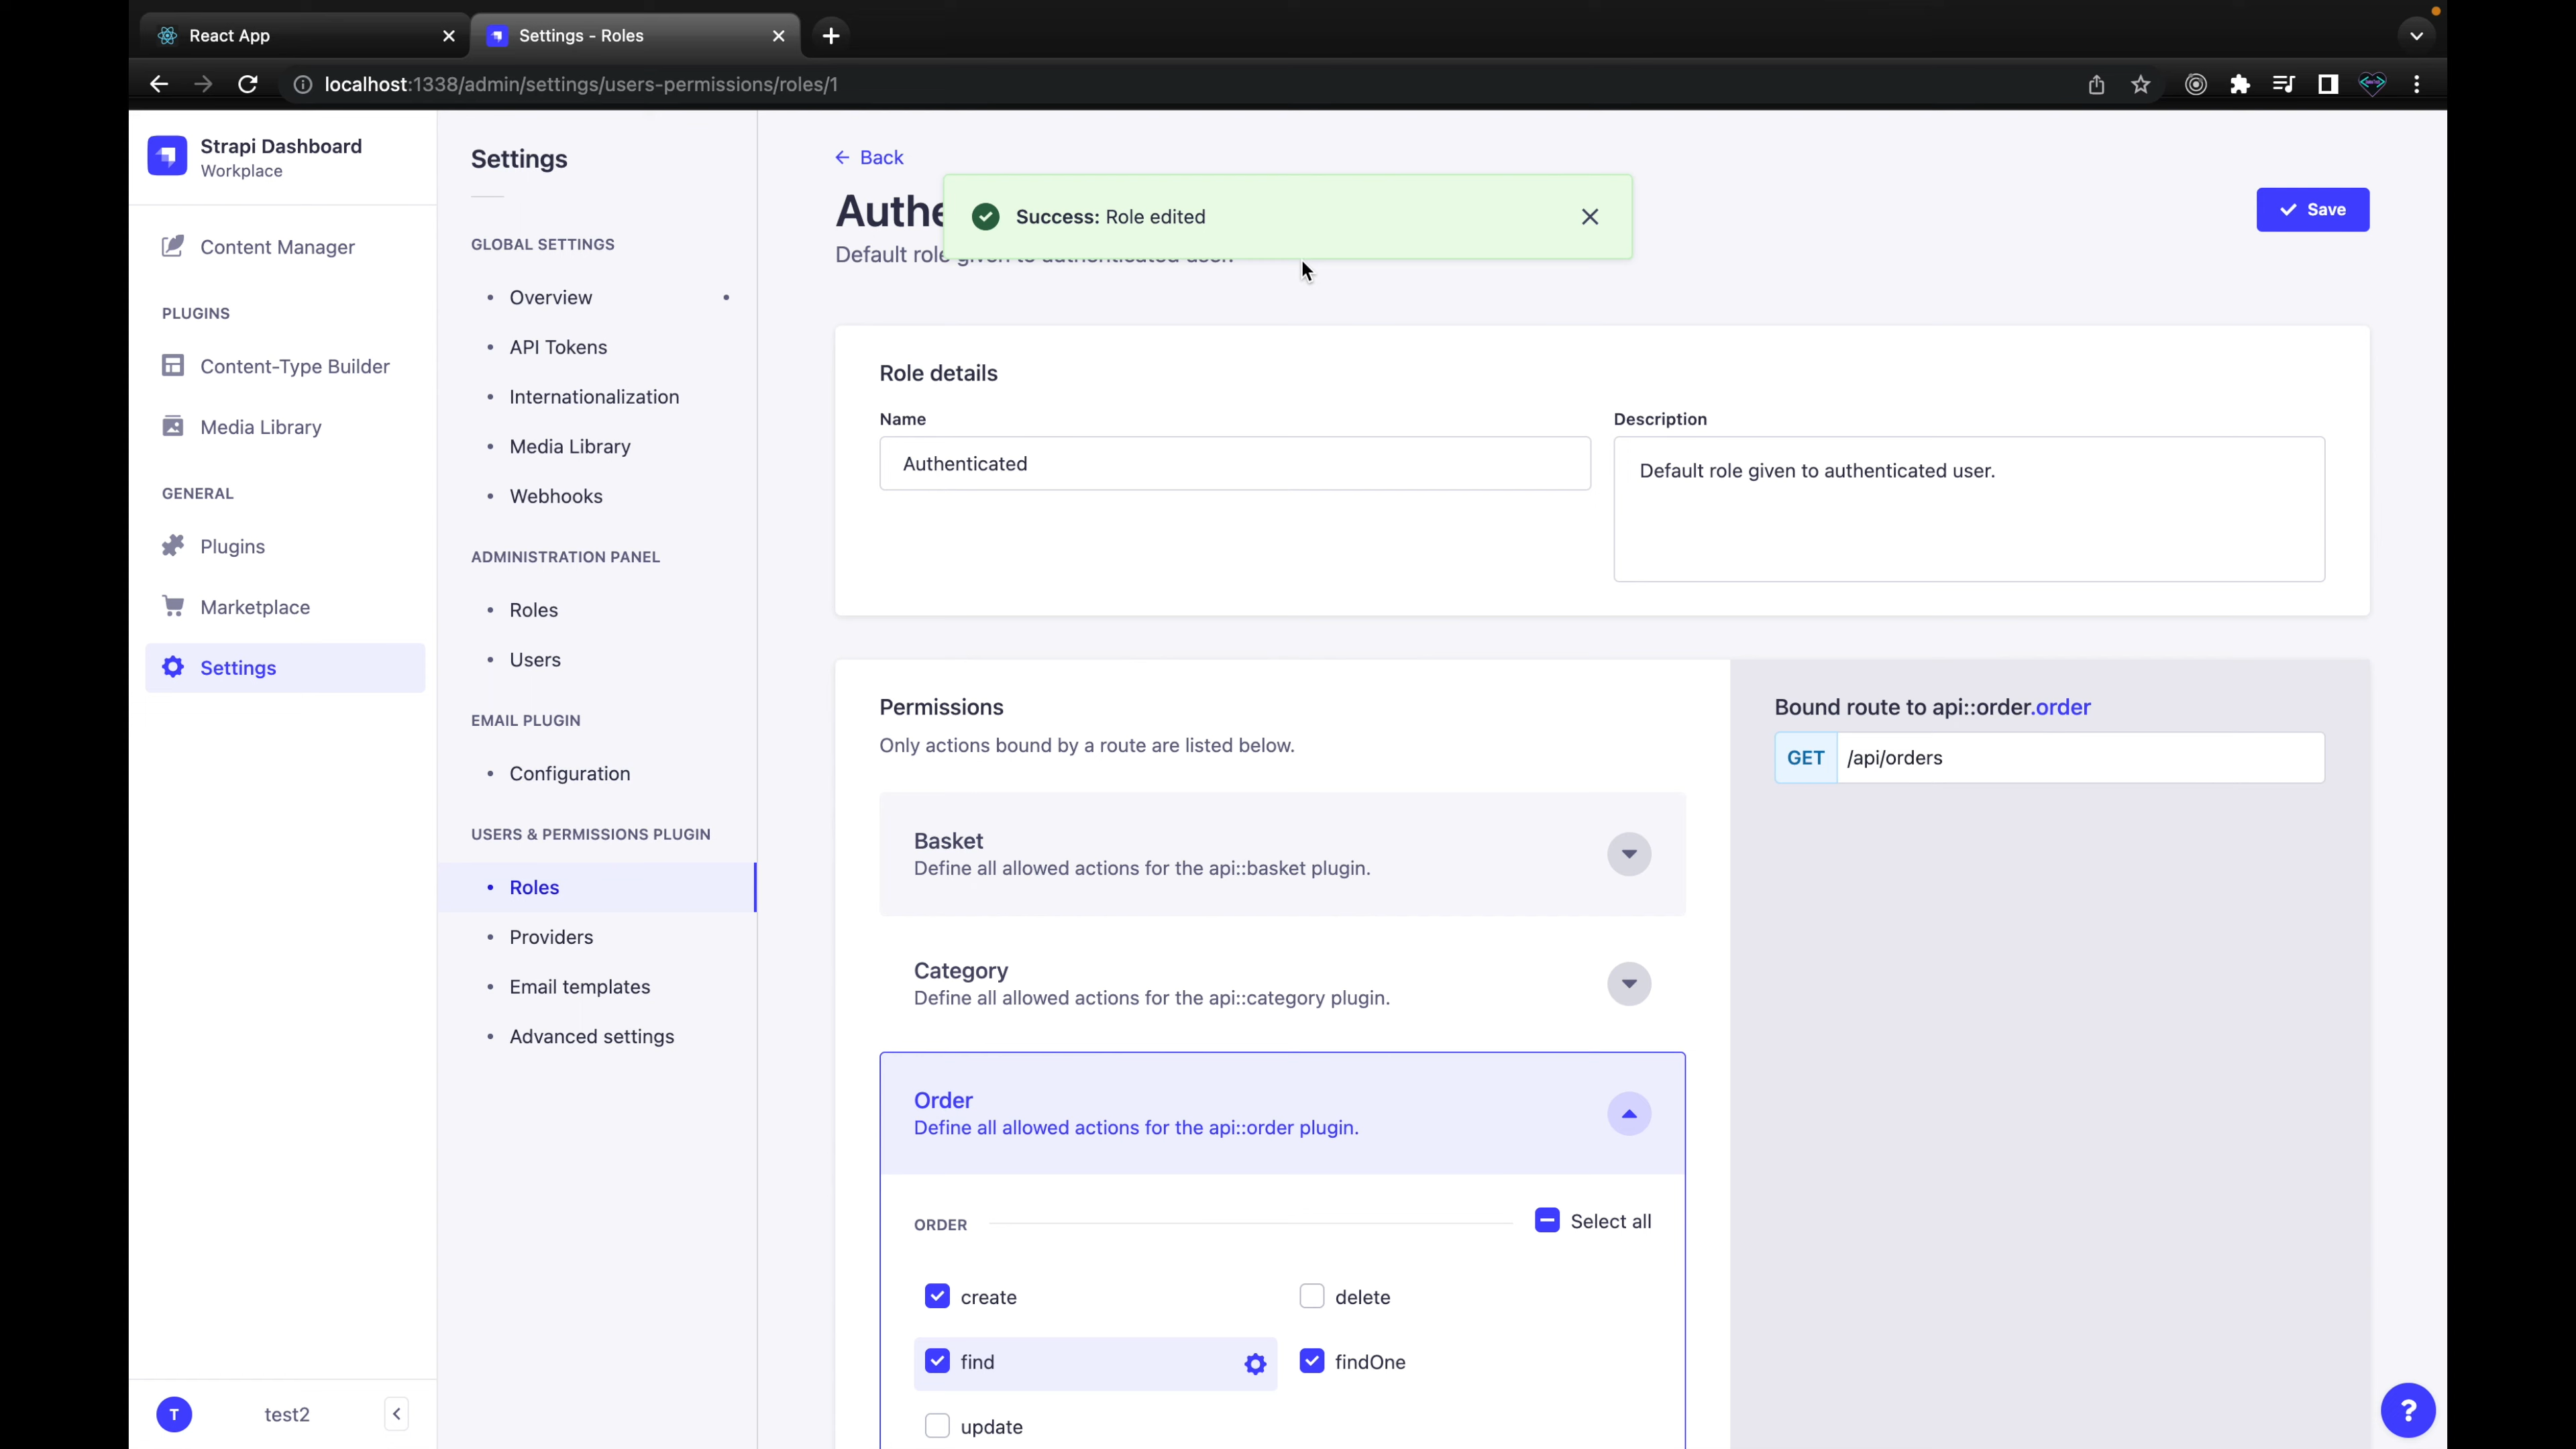 React App
Settings - Roles
localhost:1338/admin/settings/users-permissions/roles/1
Strapi Dashboard
Workplace
Content Manager
PLUGINS
Content-Type Builder
Media Library
GENERAL
Plugins
Marketplace
Settings
T
test2
Settings
GLOBAL SETTINGS
Overview
API Tokens
Internationalization
Media Library
Webhooks
ADMINISTRATION PANEL
Roles
Users
EMAIL PLUGIN
Configuration
USERS & PERMISSIONS PLUGIN
Roles
Providers
Email templates
Advanced settings
Back
Authe
Success: Role edited
Save
Default role given to authenticated user.
Role details
Name
Authenticated
Description
Default role given to authenticated user.
Permissions
Only actions bound by a route are listed below.
Basket
Define all allowed actions for the api::basket plugin.
Category
Define all allowed actions for the api::category plugin.
Order
Define all allowed actions for the api::order plugin.
ORDER
Select all
create
delete
find
findOne
update
Bound route to api::order.order
GET /api/orders
?